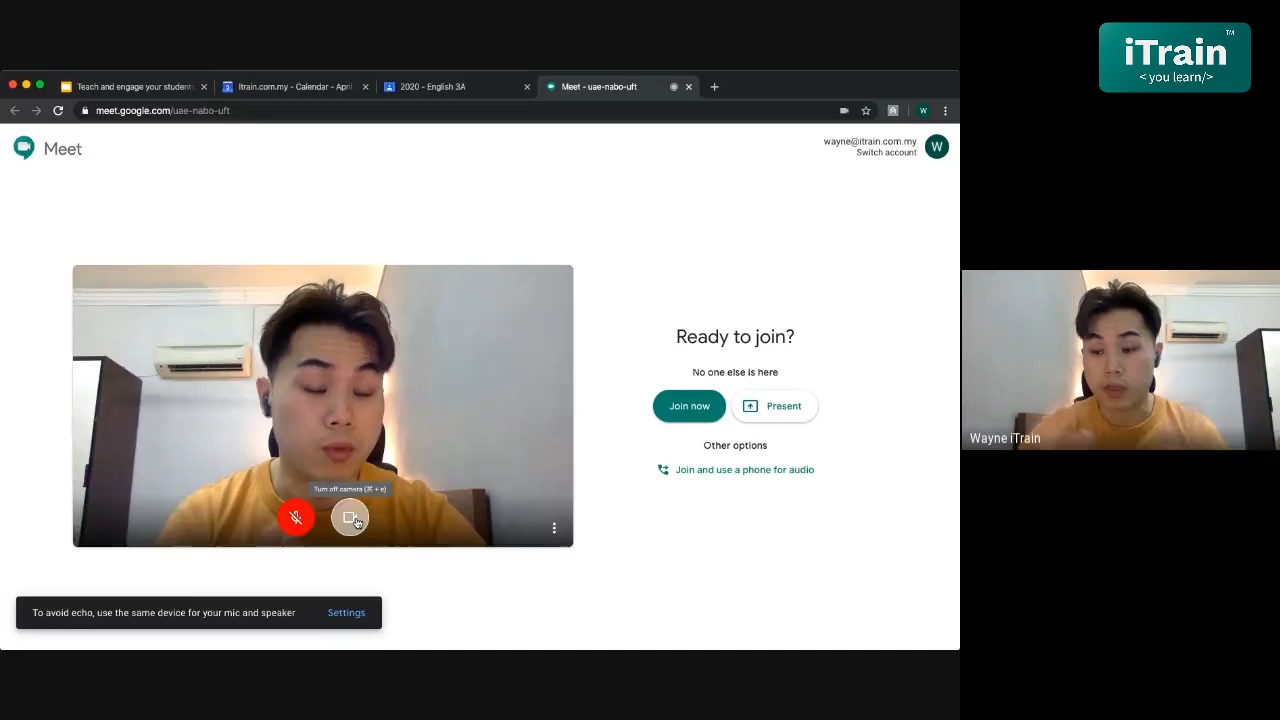 iTrain
TM
< you learn/>
Teach and engage your student
Itrain.com.my - Calendar - April
2020 - English 3A
Meet - uae-nabo-uft
meet.google.com/uae-nabo-uft
W
Meet
wayne@itrain.com.my
Switch account
W
Ready to join?
No one else is here
Join now
Present
Other options
Join and use a phone for audio
Turn off camera (⌘ + e)
Wayne iTrain
To avoid echo, use the same device for your mic and speaker
Settings